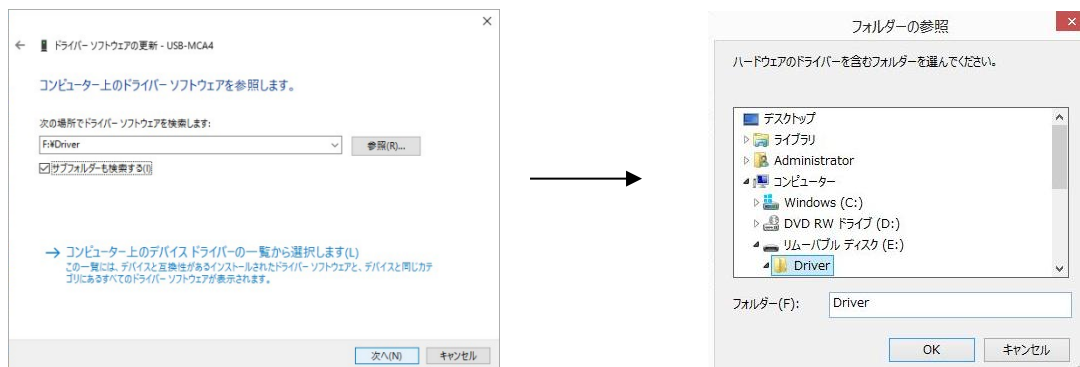 ドライバー ソフトウェアの更新 - USB-MCA4
コンピューター上のドライバー ソフトウェアを参照します。
次の場所でドライバー ソフトウェアを検索します:
F:¥Driver
参照(R)...
サブフォルダーも検索する(I)
コンピューター上のデバイス ドライバーの一覧から選択します(L)
この一覧には、デバイスと互換性があるインストールされたドライバー ソフトウェアと、デバイスと同じカテ
ゴリにあるすべてのドライバー ソフトウェアが表示されます。
次へ(N)
キャンセル
フォルダーの参照
ハードウェアのドライバーを含むフォルダーを選んでください。
デスクトップ
ライブラリ
Administrator
コンピューター
Windows (C:)
DVD RW ドライブ (D:)
リムーバブル ディスク (E:)
Driver
フォルダー(F):
Driver
OK
キャンセル